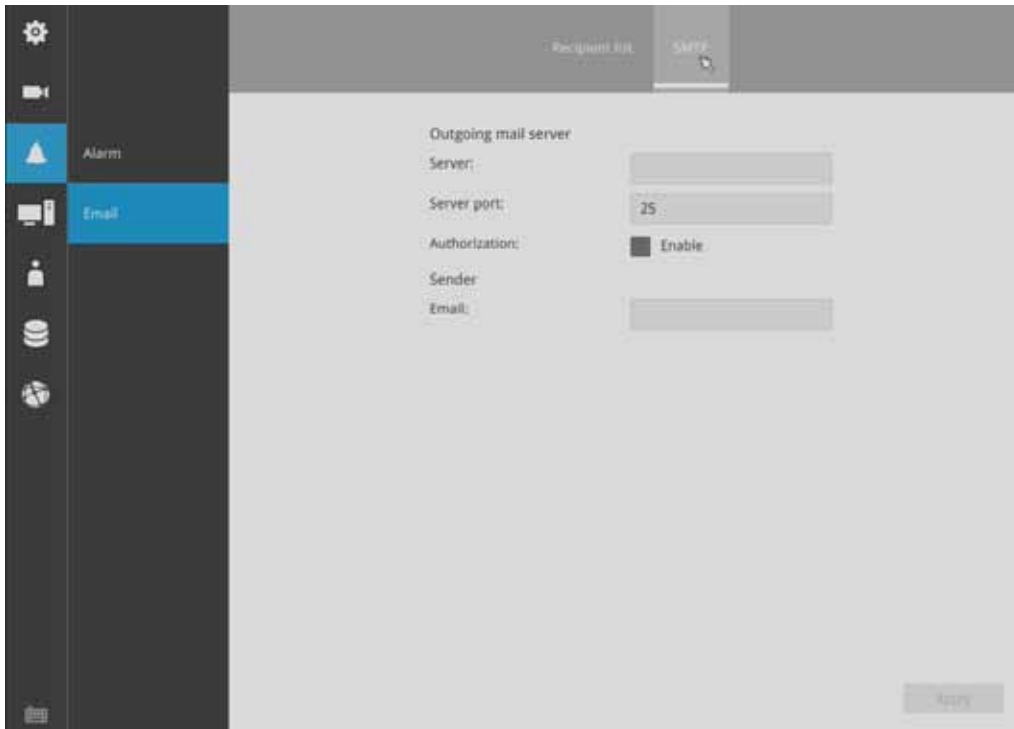 Recipient list SMTP
Alarm
Email
Outgoing mail server
Server:
Server port: 25
Authorization: Enable
Sender
Email:
Apply